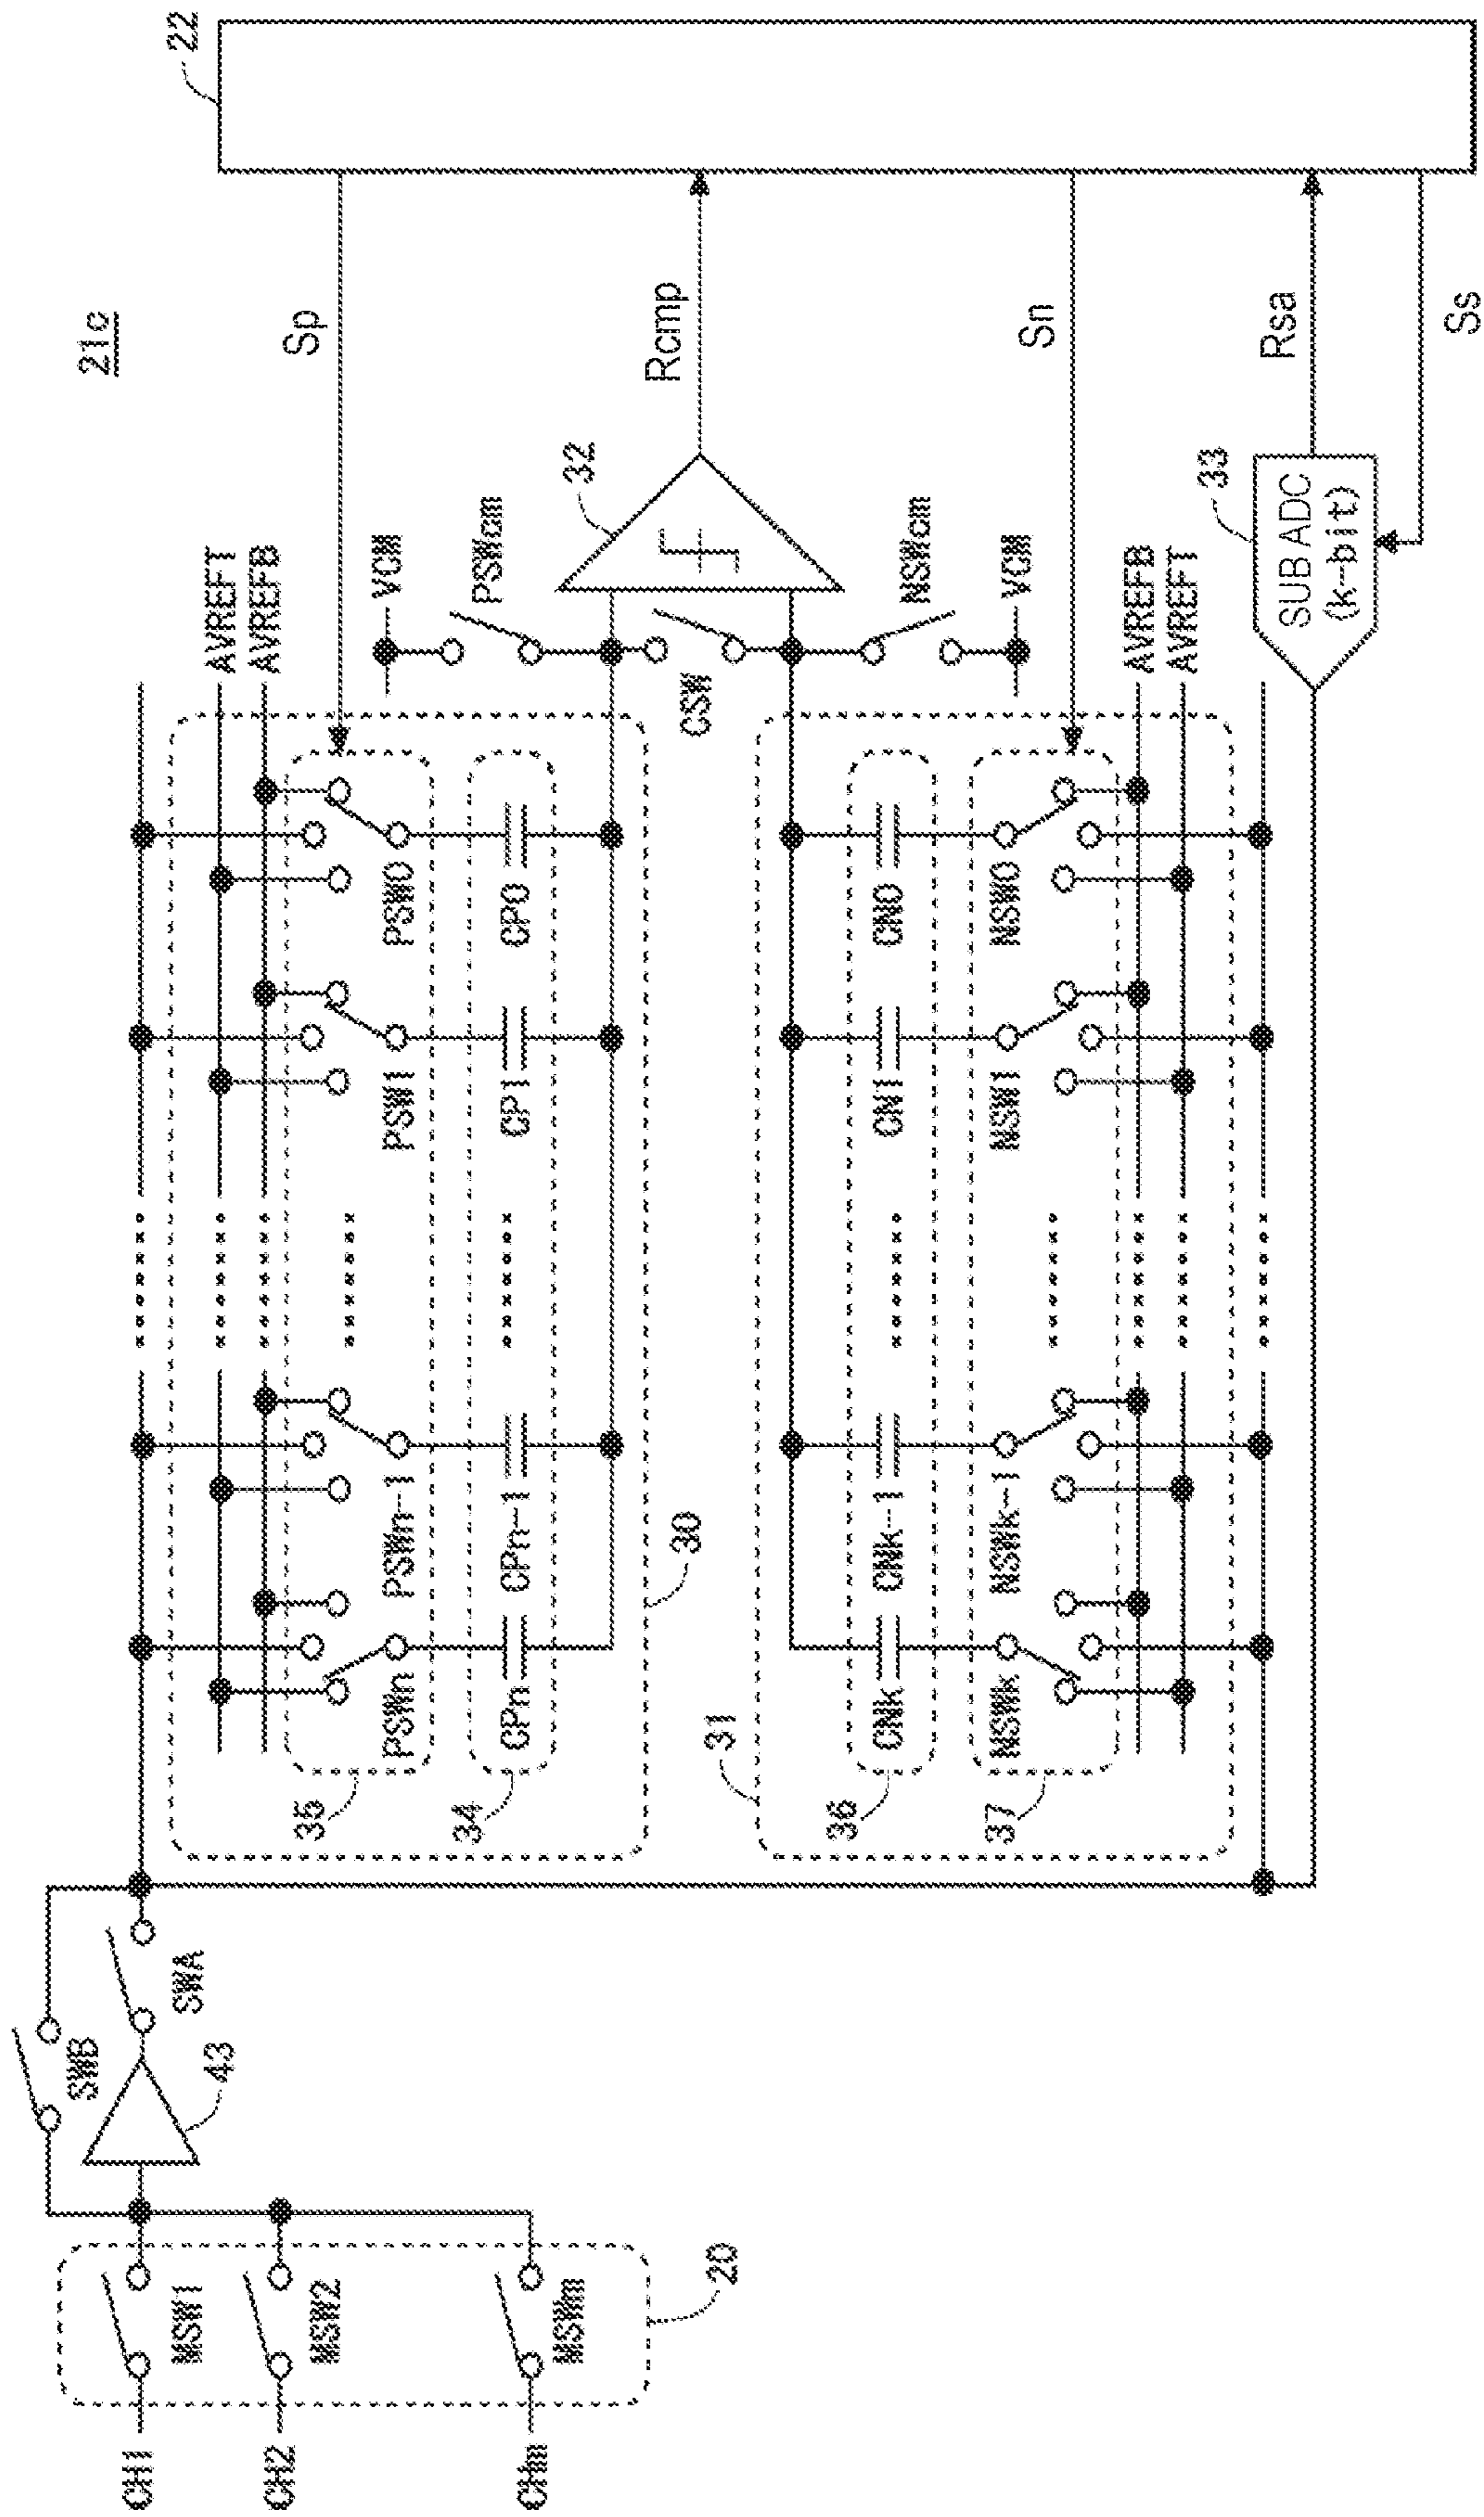 21c
22
Sp
Rcmp
Sn
Rsa
Ss
AVREFT
AVREFB
VCM
PSWcm
32
CSW
NSWcm
VCM
AVREFB
AVREFT
33
SUB ADC
(k-bit)
PSWn
PSWn-1
PSW1
PSW0
CPn
CPn-1
CP1
CP0
35
34
30
31
CNk
CNk-1
CN1
CN0
NSWk
NSWk-1
NSW1
NSW0
36
37
SWB
SWA
43
MSW1
MSW2
MSWm
20
CH1
CH2
CHm